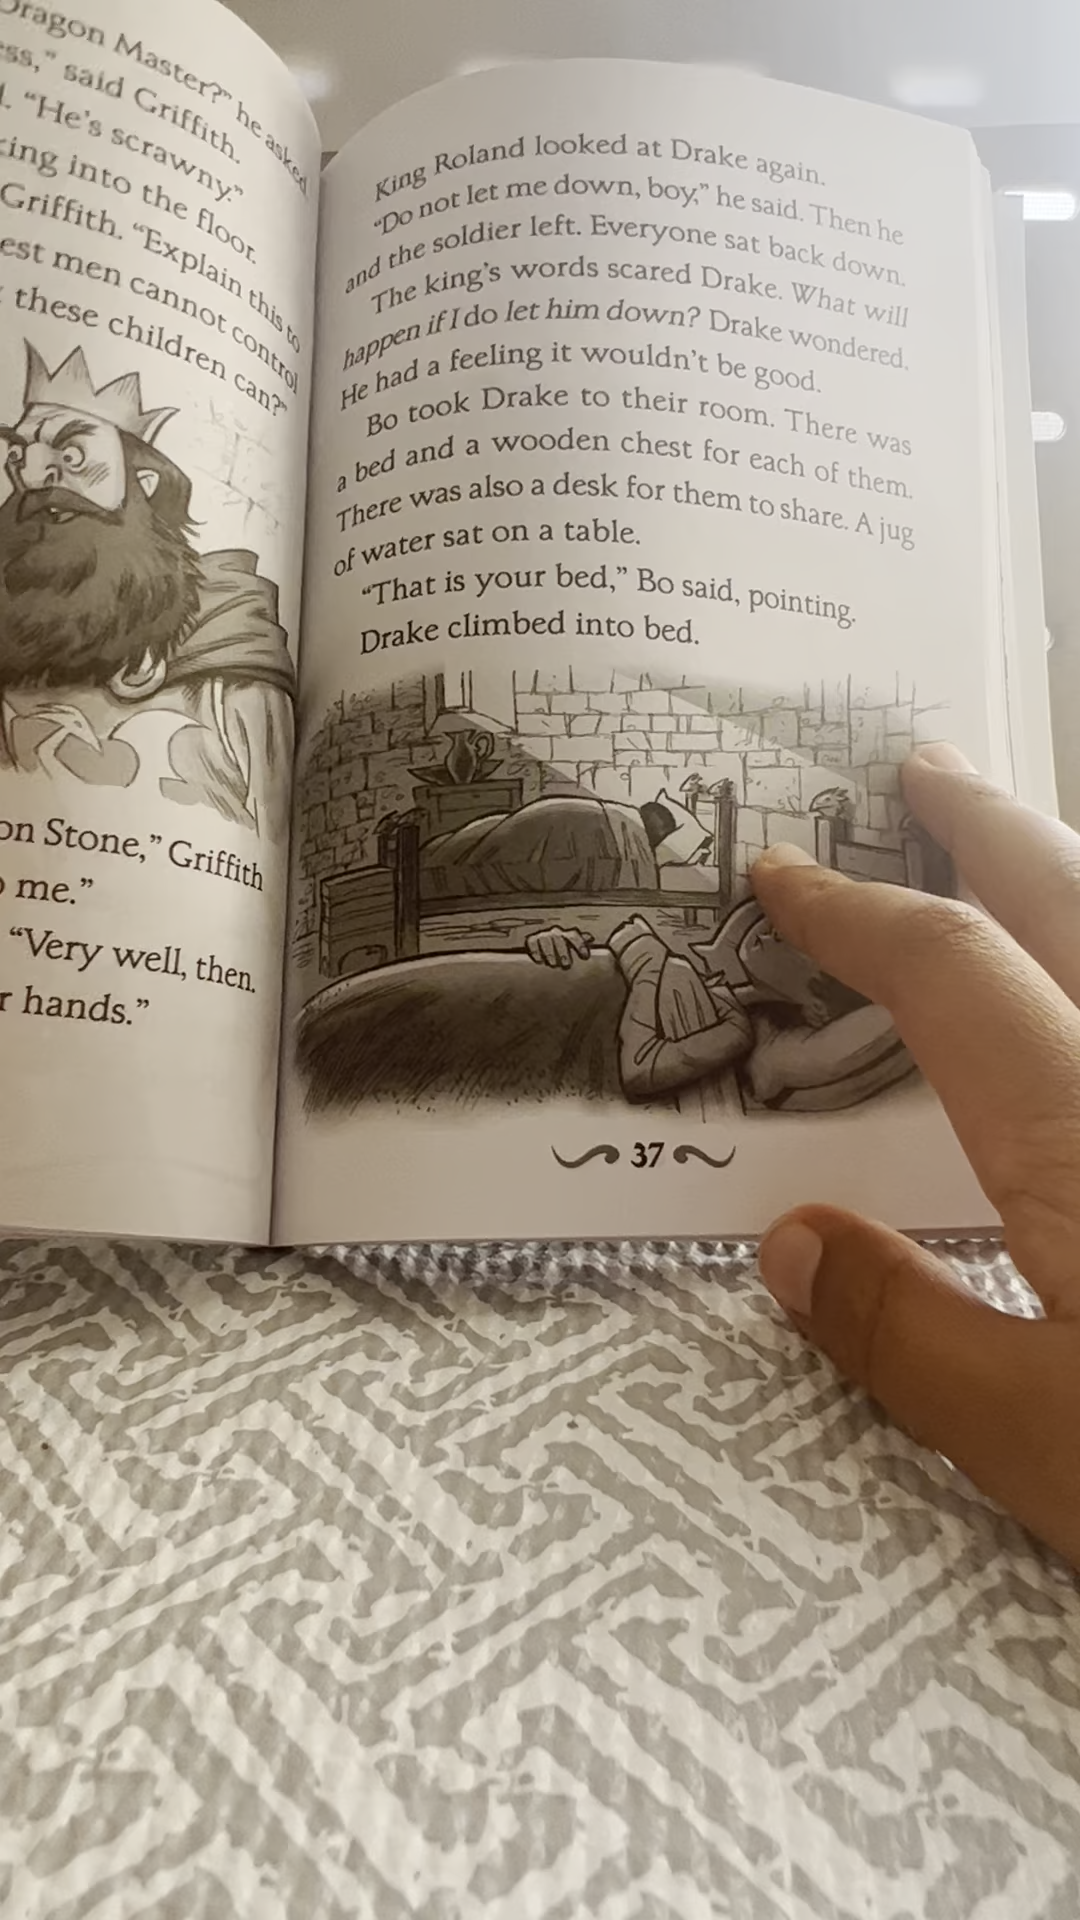 Dragon Master?” he asked
ess,” said Griffith.
“He’s scrawny.”
king into the floor.
Griffith. “Explain this to
est men cannot control
these children can?”
on Stone,” Griffith
me.”
“Very well, then.
r hands.”
King Roland looked at Drake again.
“Do not let me down, boy,” he said. Then he
and the soldier left. Everyone sat back down.
The king’s words scared Drake. What will
happen if I do let him down? Drake wondered.
He had a feeling it wouldn’t be good.
Bo took Drake to their room. There was
a bed and a wooden chest for each of them.
There was also a desk for them to share. A jug
of water sat on a table.
“That is your bed,” Bo said, pointing.
Drake climbed into bed.
37